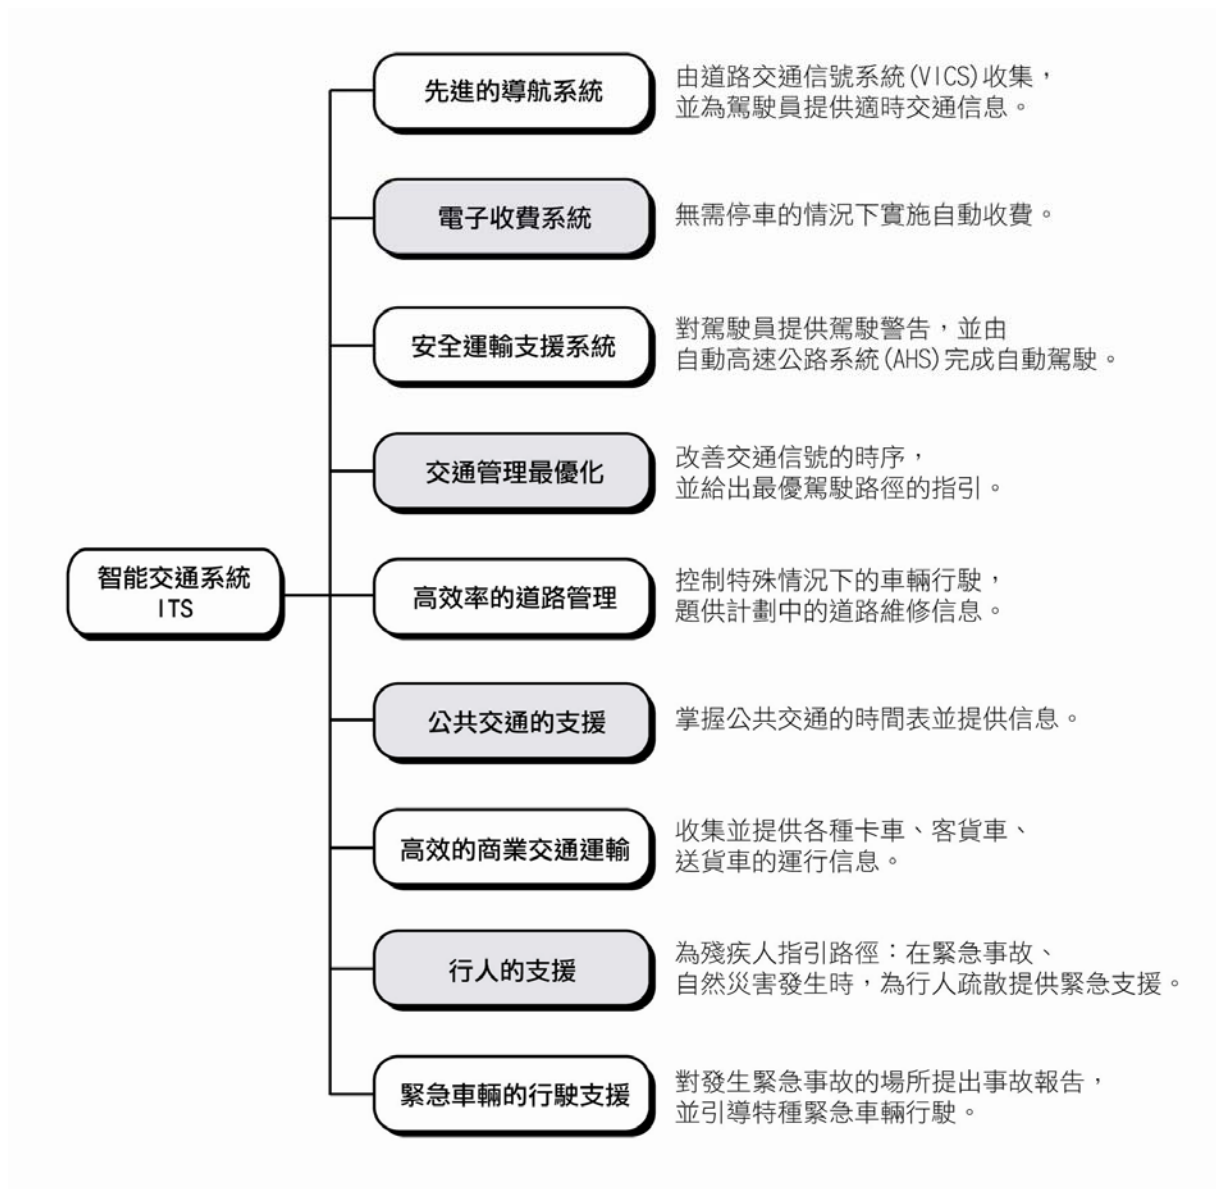 先進的導航系統
由道路交通信號系統(VICS)收集，
並為駕駛員提供適時交通信息。
電子收費系統
無需停車的情況下實施自動收費。
安全運輸支援系統
對駕駛員提供駕駛警告，並由
自動高速公路系統(AHS)完成自動駕駛。
交通管理最優化
改善交通信號的時序，
並給出最優駕駛路徑的指引。
智能交通系統
ITS
高效率的道路管理
控制特殊情況下的車輛行駛，
題供計劃中的道路維修信息。
公共交通的支援
掌握公共交通的時間表並提供信息。
高效的商業交通運輸
收集並提供各種卡車、客貨車、
送貨車的運行信息。
行人的支援
為殘疾人指引路徑：在緊急事故、
自然災害發生時，為行人疏散提供緊急支援。
緊急車輛的行駛支援
對發生緊急事故的場所提出事故報告，
並引導特種緊急車輛行駛。